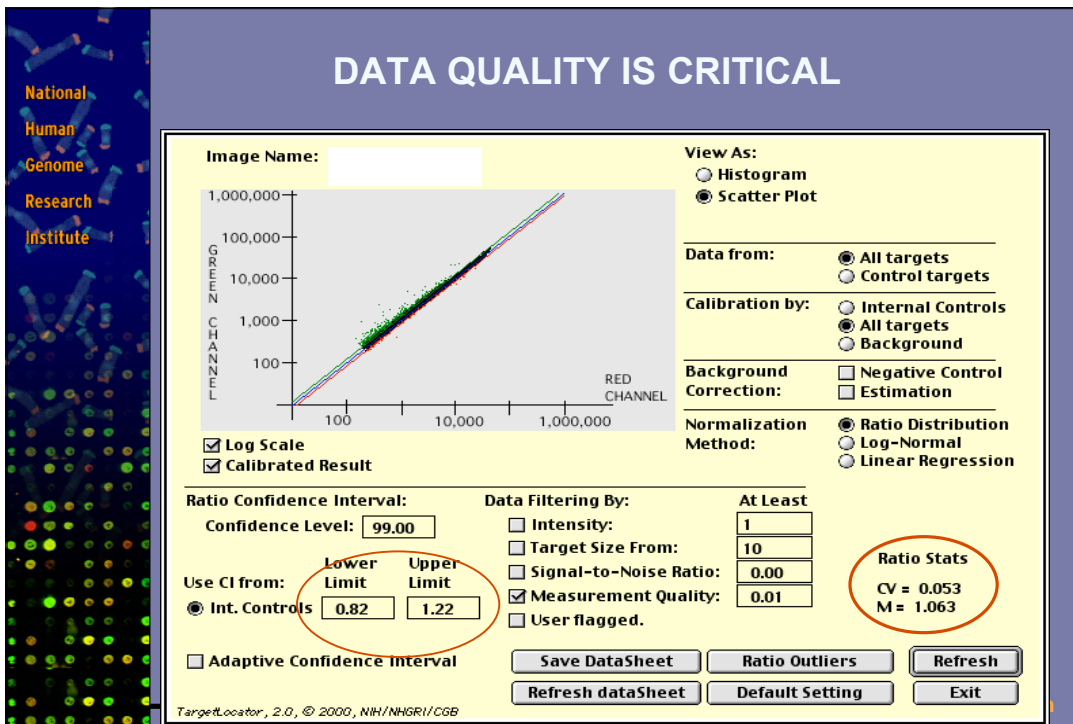 DATA QUALITY IS CRITICAL
National
Human
Genome
Research
Institute
Image Name:
View As:
Histogram
Scatter Plot
1,000,000
100,000
10,000
1,000
100
GREEN CHANNEL
RED
CHANNEL
100
10,000
1,000,000
Log Scale
Calibrated Result
Data from:
All targets
Control targets
Calibration by:
Internal Controls
All targets
Background
Background
Correction:
Negative Control
Estimation
Normalization
Method:
Ratio Distribution
Log-Normal
Linear Regression
Ratio Confidence Interval:
Confidence Level: 99.00
Lower Limit
Upper Limit
Use CI from:
Int. Controls 0.82 1.22
Adaptive Confidence Interval
Data Filtering By: At Least
Intensity: 1
Target Size From: 10
Signal-to-Noise Ratio: 0.00
Measurement Quality: 0.01
User flagged.
Ratio Stats
CV = 0.053
M = 1.063
Save DataSheet
Ratio Outliers
Refresh
Refresh dataSheet
Default Setting
Exit
TargetLocator, 2.0, © 2000, NIH/NHGRI/CGB